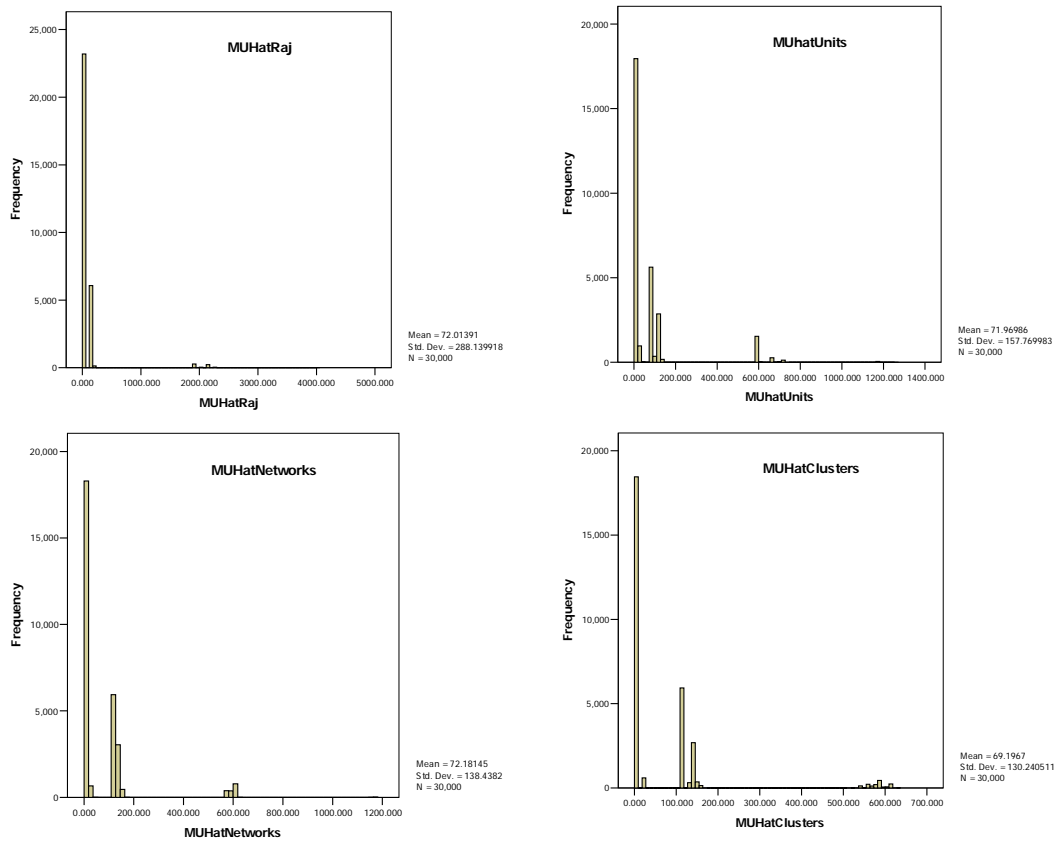 MUHatRaj
25,000
20,000
15,000
10,000
5,000
0
Frequency
0.000 1000.000 2000.000 3000.000 4000.000 5000.000
MUHatRaj
Mean = 72.01391
Std. Dev. = 288.139918
N = 30,000
MUhatUnits
20,000
15,000
10,000
5,000
0
Frequency
0.000 200.000 400.000 600.000 800.000 1000.000 1200.000 1400.000
MUhatUnits
Mean = 71.96986
Std. Dev. = 157.769983
N = 30,000
MUHatNetworks
20,000
15,000
10,000
5,000
0
Frequency
0.000 200.000 400.000 600.000 800.000 1000.000 1200.000
MUHatNetworks
Mean = 72.18145
Std. Dev. = 138.4382
N = 30,000
MUHatClusters
20,000
15,000
10,000
5,000
0
Frequency
0.000 100.000 200.000 300.000 400.000 500.000 600.000 700.000
MUHatClusters
Mean = 69.1967
Std. Dev. = 130.240511
N = 30,000